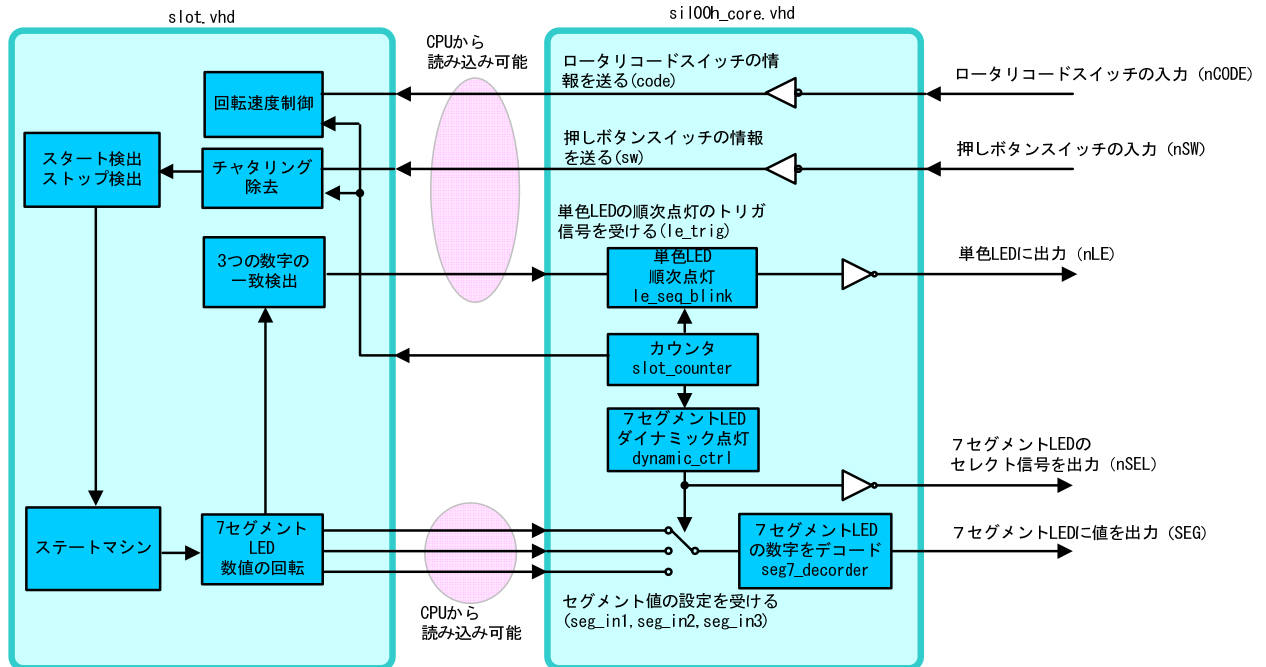 slot.vhd
sil00h_core.vhd
CPUから
読み込み可能
ロータリコードスイッチの情
報を送る(code)
ロータリコードスイッチの入力（nCODE）
回転速度制御
スタート検出
ストップ検出
チャタリング
除去
押しボタンスイッチの情報
を送る(sw)
押しボタンスイッチの入力（nSW）
単色LEDの順次点灯のトリガ
信号を受ける(le_trig)
3つの数字の
一致検出
単色LED
順次点灯
le_seq_blink
単色LEDに出力（nLE）
カウンタ
slot_counter
７セグメントLED
ダイナミック点灯
dynamic_ctrl
７セグメントLEDの
セレクト信号を出力（nSEL）
ステートマシン
7セグメント
LED
数値の回転
７セグメントLED
の数字をデコード
seg7_decorder
７セグメントLEDに値を出力（SEG）
CPUから
読み込み可能
セグメント値の設定を受ける
(seg_in1,seg_in2,seg_in3)